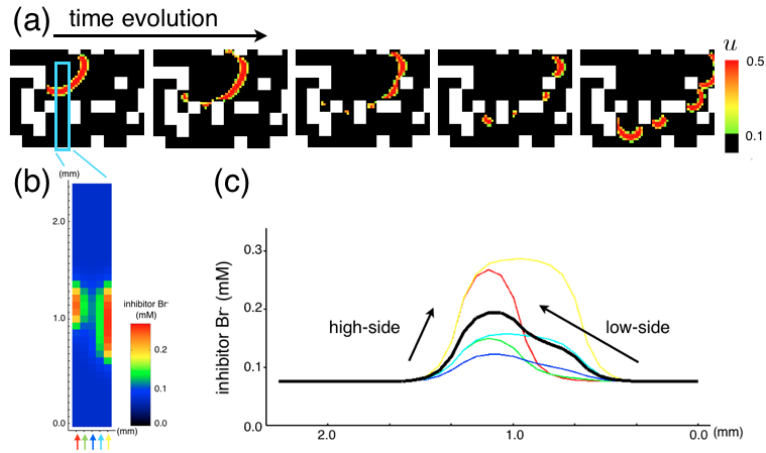 (a)
time evolution
u
0.5
0.1
(b)
(mm)
2.0
1.0
0.0
(mm)
inhibitor Br-
(mM)
0.2
0.1
0.0
(c)
inhibitor Br- (mM)
0.3
0.2
0.1
0.0
high-side
low-side
2.0
1.0
0.0
(mm)